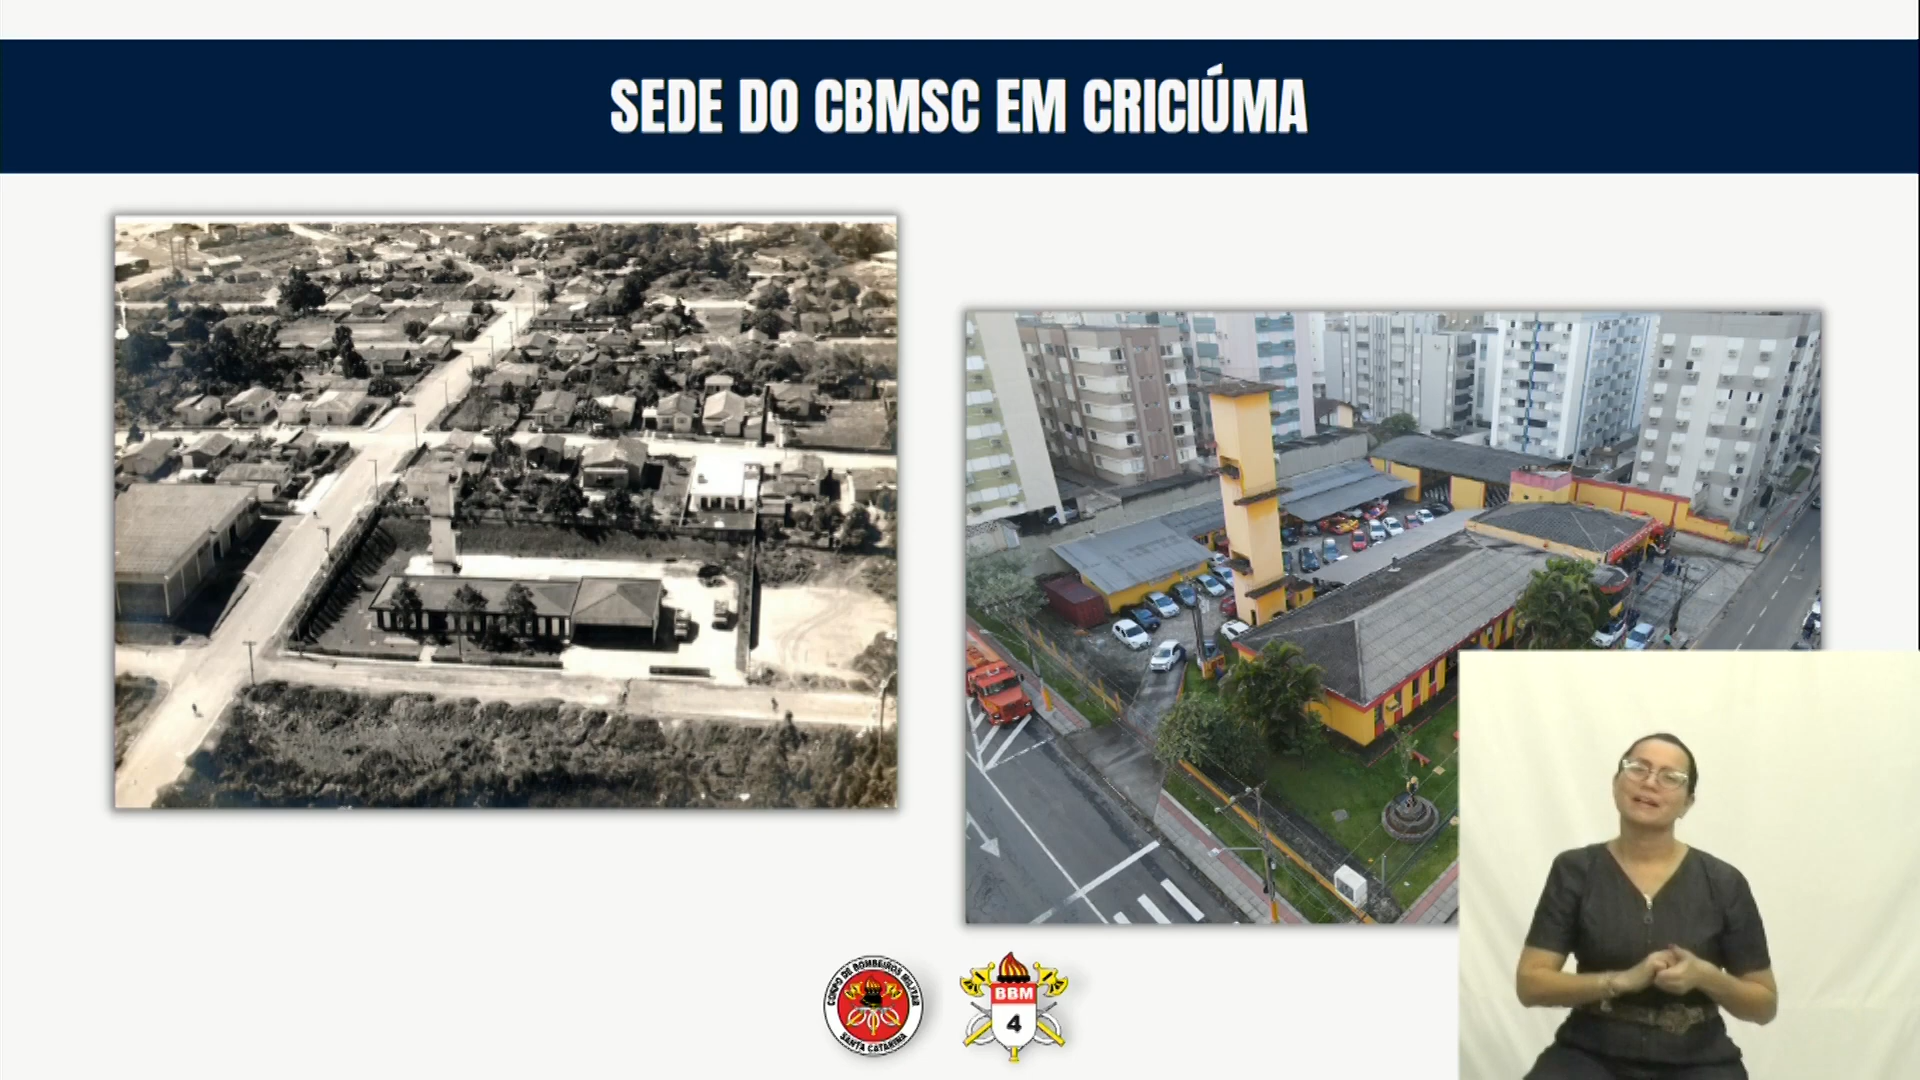 SEDE DO CBMSC EM CRICIÚMA
CORPO DE BOMBEIROS MILITAR
SANTA CATARINA
BBM
4